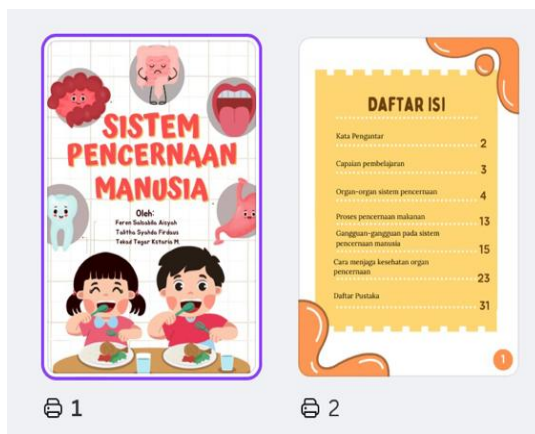 SISTEM
PENCERNAAN
MANUSIA
Oleh:
Faren Salsabila Aisyah
Talitha Syahda Firdaus
Tekad Tegar Kstaria M.
1
DAFTAR ISI
Kata Pengantar 2
Capaian pembelajaran 3
Organ-organ sistem pencernaan 4
Proses pencernaan makanan 13
Gangguan-gangguan pada sistem
pencernaan manusia 15
Cara menjaga kesehatan organ
pencernaan 23
Daftar Pustaka 31
1
2